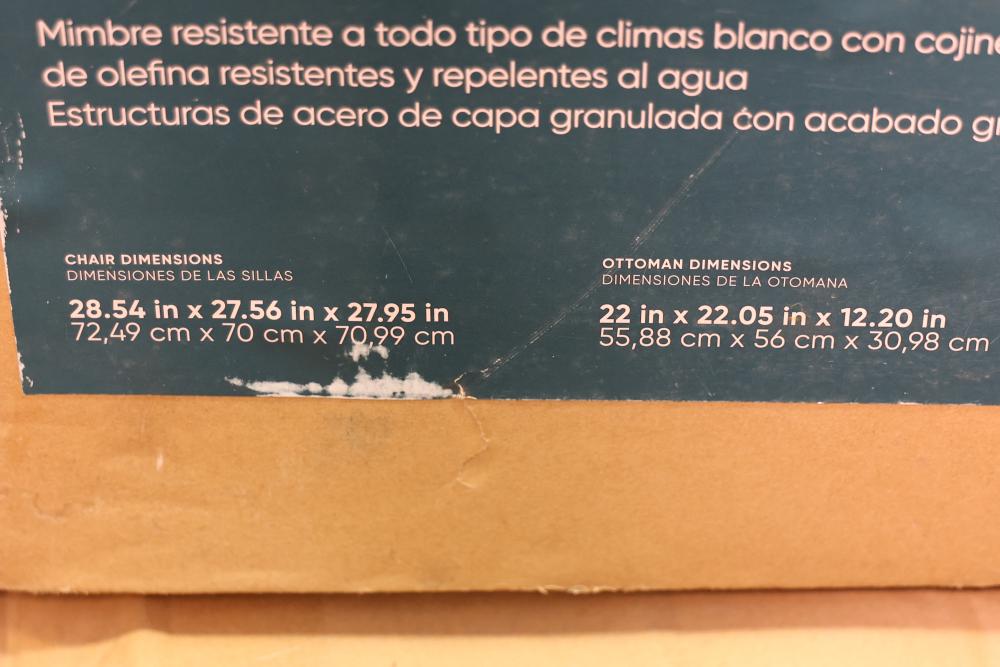 Mimbre resistente a todo tipo de climas blanco con
de olefina resistentes y repelentes al agua
Estructuras de acero de capa granulada con acabado
CHAIR DIMENSIONS
DIMENSIONES DE LAS SILLAS
28.54 in x 27.56 in x 27.95 in
72,49 cm x 70 cm x 70,99 cm
OTTOMAN DIMENSIONS
DIMENSIONES DE LA OTOMANA
22 in x 22.05 in x 12.20 in
55,88 cm x 56 cm x 30,98 cm